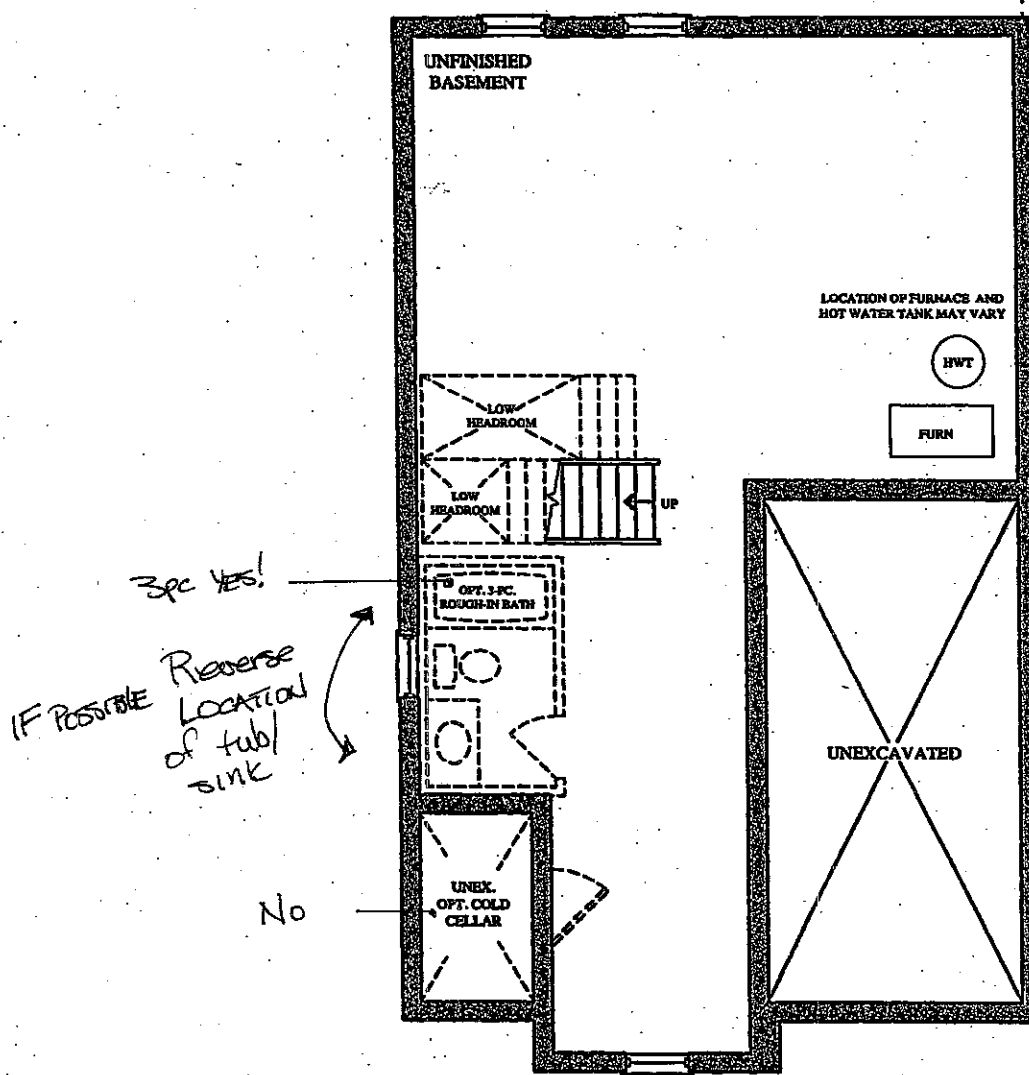 UNFINISHED
BASEMENT
LOCATION OF FURNACE AND
HOT WATER TANK MAY VARY
HWT
FURN
LOW
HEADROOM
LOW
HEADROOM
UP
3pc YES!
OPT. 3-PC.
ROUGH-IN BATH
IF POSSIBLE Reverse
LOCATION
of tub/
sink
UNEXCAVATED
No
UNEX.
OPT. COLD
CELLAR